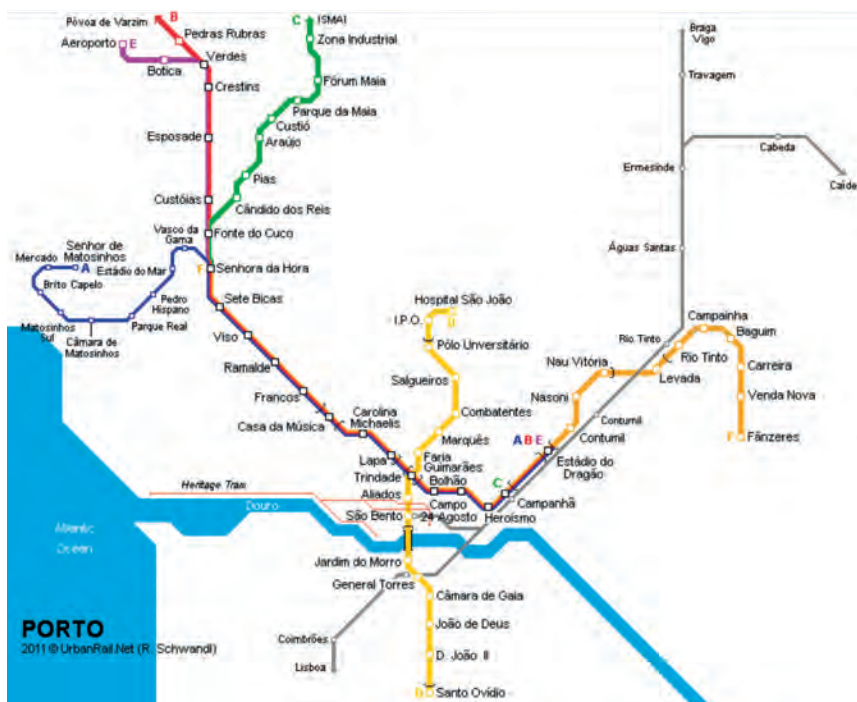 Póvoa de Varzim
B
Pedras Rubras
Aeroporto
E
Botica
Verdes
Crestins
Esposade
Custóias
C
ISMAI
Zona Industrial
Fórum Maia
Parque da Maia
Custió
Araújo
Pias
Cândido dos Reis
Fonte do Cuco
Vasco da
Gama
Senhor de
Matosinhos
Mercado
A
Estádio do Mar
F
Senhora da Hora
Brito Capelo
Pedro
Hispano
Matosinhos
Sul
Câmara de
Matosinhos
Parque Real
Sete Bicas
Viso
Ramalde
Francos
Casa da Música
Carolina
Michaelis
Lapa
Trindade
Hospital São João
D
I.P.O.
Pólo Unversitário
Salgueiros
Combatentes
Marquês
Faria
Guimarães
Bolhão
Aliados
Campo
24 Agosto
São Bento
Heroísmo
C
Campanhã
A B E
Estádio do
Dragão
Contumil
Contumil
Nasoni
Nau Vitória
Levada
Rio Tinto
Rio Tinto
Campainha
Baguim
Carreira
Venda Nova
F
Fânzeres
Braga
Vigo
Travagem
Cabeda
Caíde
Ermesinde
Águas Santas
Heritage Tram
Douro
Atlantic
Ocean
Jardim do Morro
General Torres
Câmara de Gaia
João de Deus
D. João II
D
Santo Ovídio
Coimbrões
Lisboa
PORTO
2011 © UrbanRail.Net (R. Schwandl)